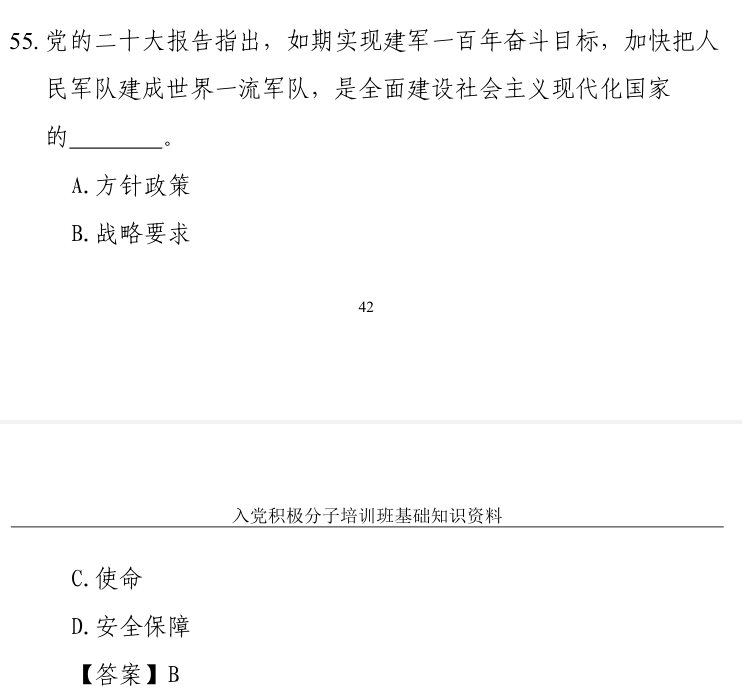 55. 党的二十大报告指出，如期实现建军一百年奋斗目标，加快把人
民军队建成世界一流军队，是全面建设社会主义现代化国家
的________。
A. 方针政策
B. 战略要求
42
入党积极分子培训班基础知识资料
C. 使命
D. 安全保障
【答案】B